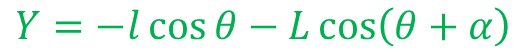 Y = −l cos θ − L cos(θ + α)